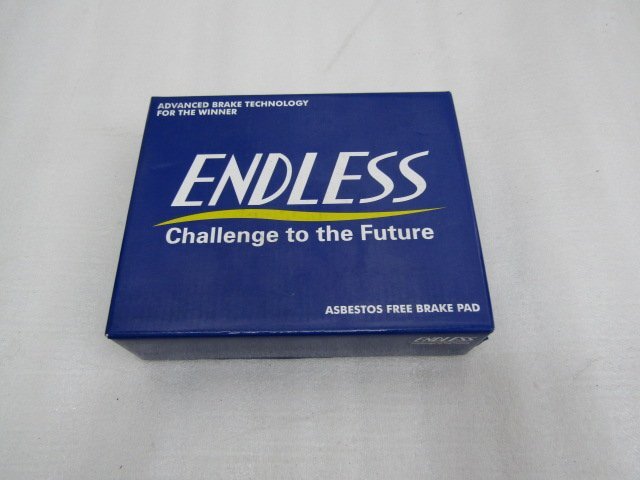 ADVANCED BRAKE TECHNOLOGY
FOR THE WINNER
ENDLESS
Challenge to the Future
ASBESTOS FREE BRAKE PAD
ENDLESS